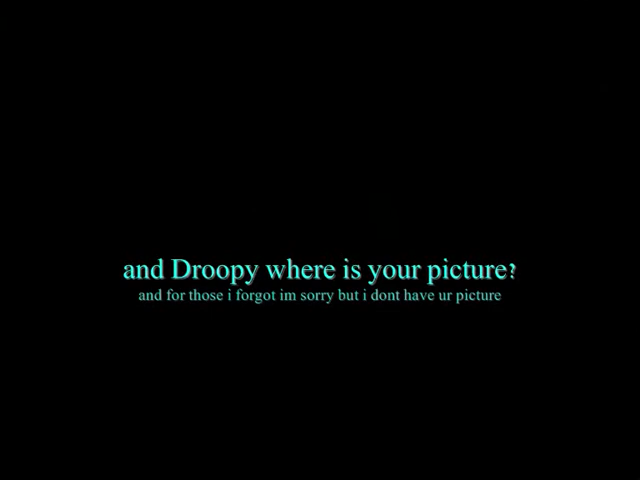 and Droopy where is your picture?
and for those i forgot im sorry but i dont have ur picture